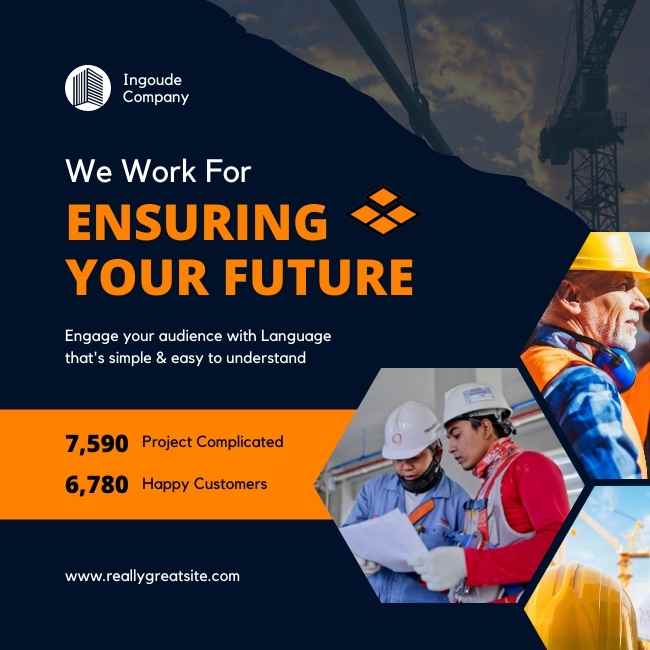 Ingoude
Company
We Work For
ENSURING
YOUR FUTURE
Engage your audience with Language
that's simple & easy to understand
7,590 Project Complicated
6,780 Happy Customers
www.reallygreatsite.com